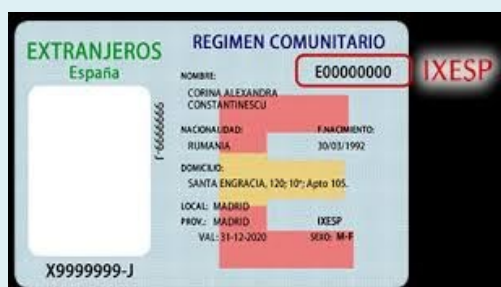 EXTRANJEROS
España
REGIMEN COMUNITARIO
NOMBRE:
E00000000
IXESP
CORINA ALEXANDRA
CONSTANTINESCU
r-6666666
NACIONALIDAD:
F.NACIMIENTO:
RUMANIA
30/03/1992
DOMICILIO:
SANTA ENGRACIA, 120; 10º; Apto 105.
LOCAL: MADRID
PROV.: MADRID
IXESP
VAL: 31-12-2020
SEXO: M-F
X9999999-J